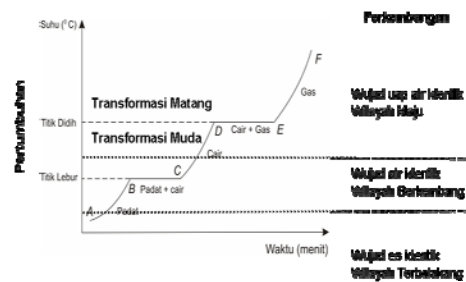 Suhu (° C)
Perkembangan
F
Gas
Wujud uap air identik
Wilayah Maju
Transformasi Matang
Titik Didih
D
Cair + Gas
E
Transformasi Muda
Cair
Pertumbuhan
Titik Lebur
C
B
Padat + cair
Wujud air identik
Wilayah Berkembang
A
Padat
Waktu (menit)
Wujud es identik
Wilayah Terbelakang